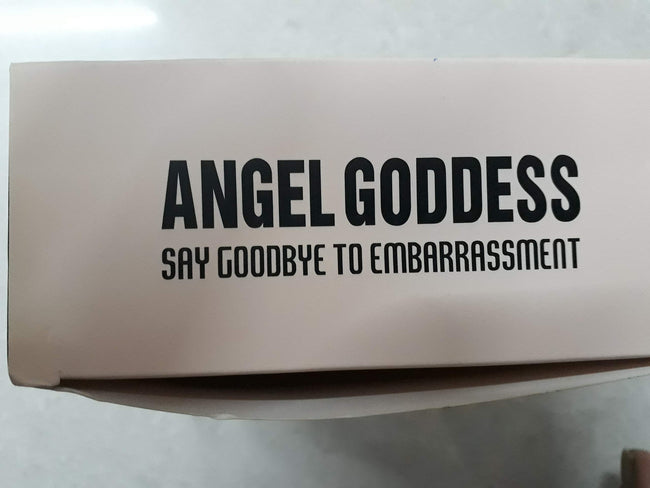 ANGEL GODDESS
SAY GOODBYE TO EMBARRASSMENT